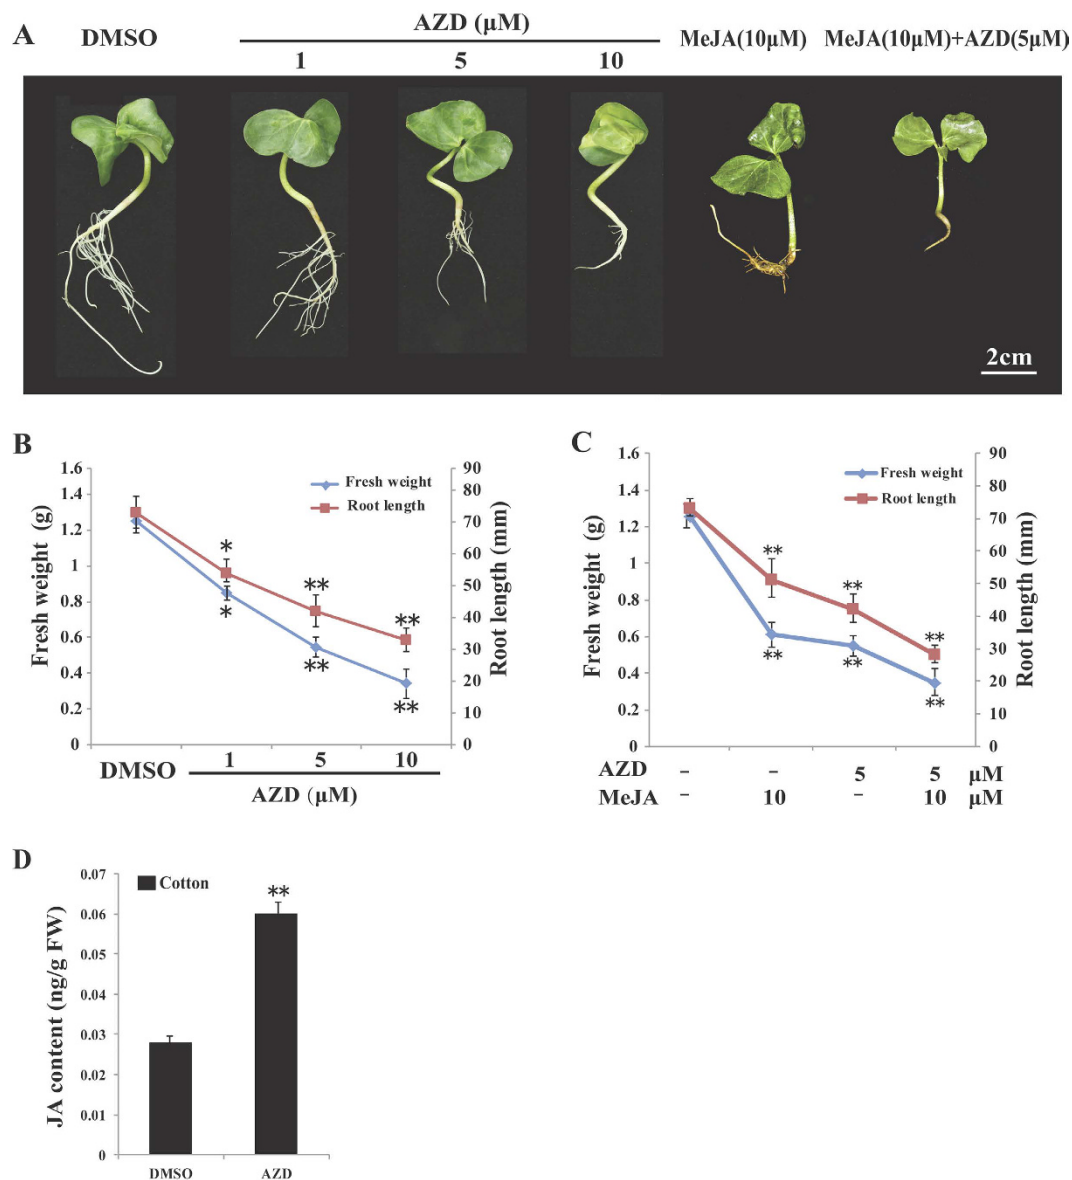 A
DMSO
AZD (μM)
1 5 10
MeJA(10μM)
MeJA(10μM)+AZD(5μM)
2cm
B
Fresh weight (g)
1.6
1.4
1.2
1
0.8
0.6
0.4
0.2
0
Fresh weight
Root length
*
*
**
**
**
**
90
80
70
60
50
40
30
20
10
0
Root length (mm)
DMSO 1 5 10
AZD (μM)
C
Fresh weight (g)
1.6
1.4
1.2
1
0.8
0.6
0.4
0.2
0
Fresh weight
Root length
**
**
**
**
**
**
90
80
70
60
50
40
30
20
10
0
Root length (mm)
AZD – – 5 5 μM
MeJA – 10 – 10 μM
D
JA content (ng/g FW)
0.07
0.06
0.05
0.04
0.03
0.02
0.01
0
Cotton
**
DMSO AZD